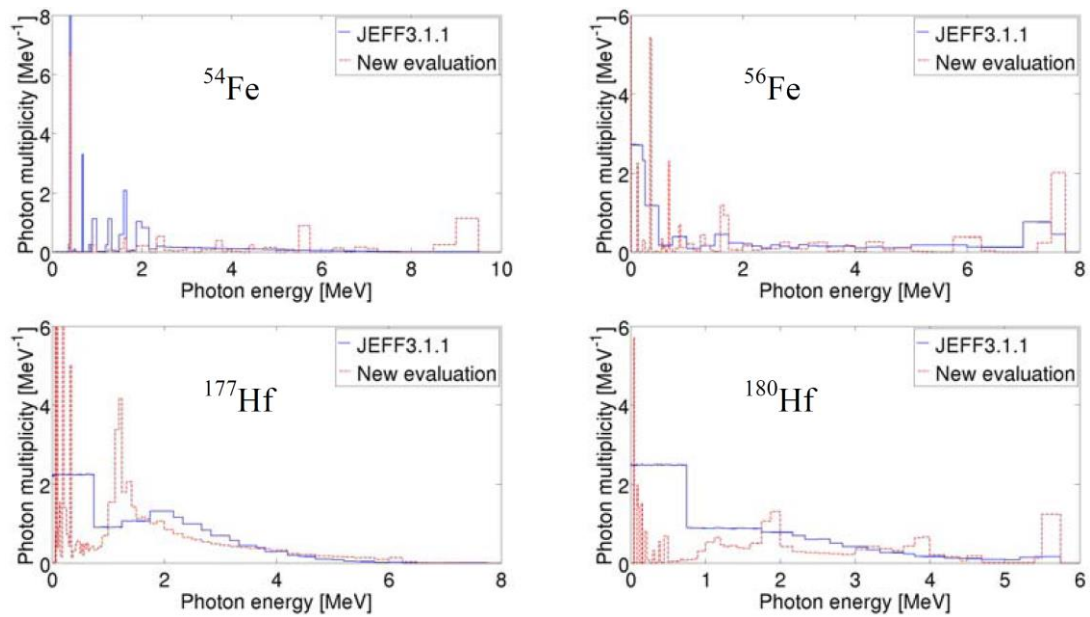 8
6
4
2
0
0
2
4
6
8
10
Photon multiplicity [MeV⁻¹]
Photon energy [MeV]
JEFF3.1.1
New evaluation
⁵⁴Fe
6
4
2
0
0
2
4
6
8
Photon multiplicity [MeV⁻¹]
Photon energy [MeV]
JEFF3.1.1
New evaluation
⁵⁶Fe
6
4
2
0
0
2
4
6
8
Photon multiplicity [MeV⁻¹]
Photon energy [MeV]
JEFF3.1.1
New evaluation
¹⁷⁷Hf
6
4
2
0
0
1
2
3
4
5
6
Photon multiplicity [MeV⁻¹]
Photon energy [MeV]
JEFF3.1.1
New evaluation
¹⁸⁰Hf